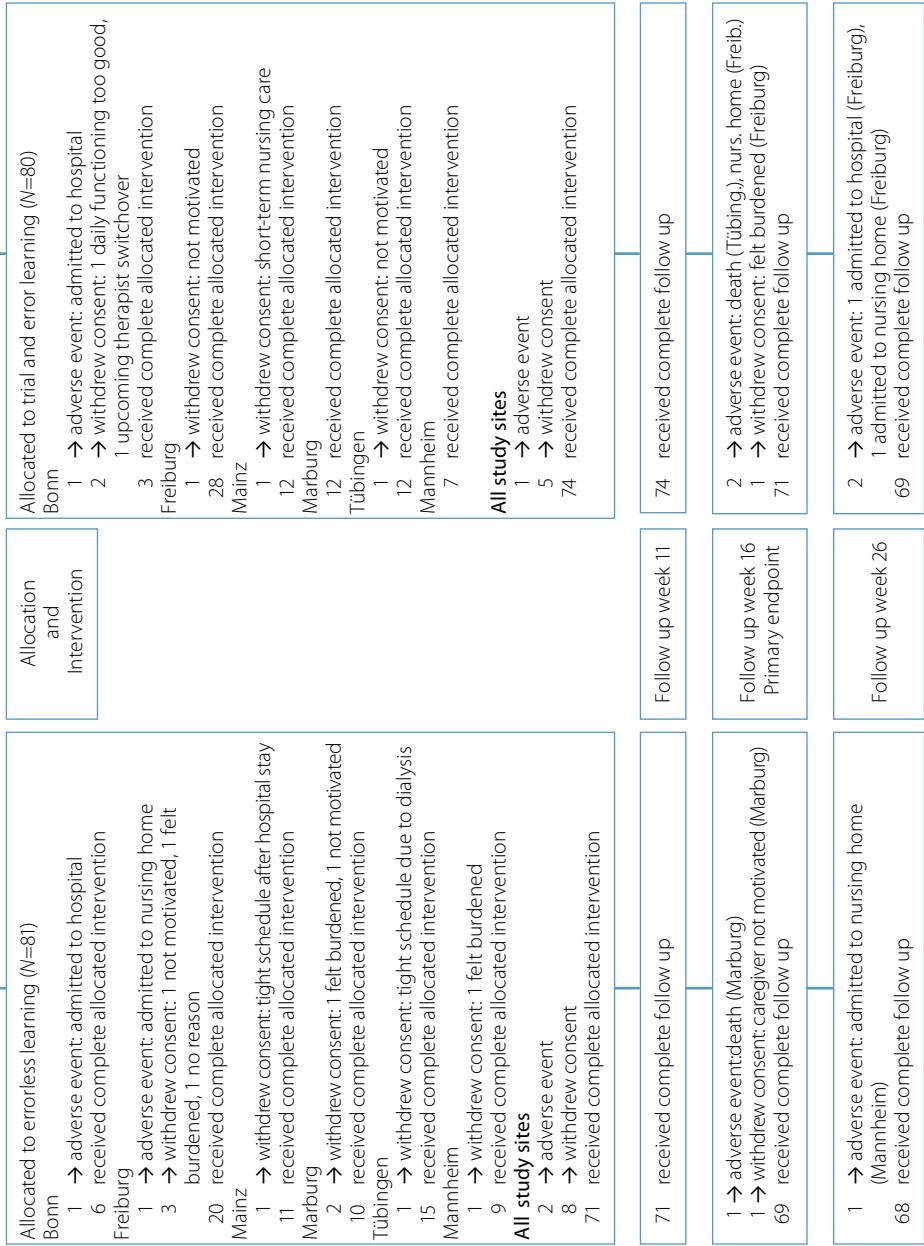 Allocated to errorless learning (N=81)
Bonn
1 → adverse event: admitted to hospital
6 received complete allocated intervention
Freiburg
1 → adverse event: admitted to nursing home
3 → withdrew consent: 1 not motivated, 1 felt
burdened, 1 no reason
20 received complete allocated intervention
Mainz
1 → withdrew consent: tight schedule after hospital stay
11 received complete allocated intervention
Marburg
2 → withdrew consent: 1 felt burdened, 1 not motivated
10 received complete allocated intervention
Tübingen
1 → withdrew consent: tight schedule due to dialysis
15 received complete allocated intervention
Mannheim
1 → withdrew consent: 1 felt burdened
9 received complete allocated intervention
All study sites
2 → adverse event
8 → withdrew consent
71 received complete allocated intervention
Allocation
and
Intervention
Allocated to trial and error learning (N=80)
Bonn
1 → adverse event: admitted to hospital
2 → withdrew consent: 1 daily functioning too good,
1 upcoming therapist switchover
3 received complete allocated intervention
Freiburg
1 → withdrew consent: not motivated
28 received complete allocated intervention
Mainz
1 → withdrew consent: short-term nursing care
12 received complete allocated intervention
Marburg
12 received complete allocated intervention
Tübingen
1 → withdrew consent: not motivated
12 received complete allocated intervention
Mannheim
7 received complete allocated intervention
All study sites
1 → adverse event
5 → withdrew consent
74 received complete allocated intervention
71 received complete follow up
Follow up week 11
74 received complete follow up
1 → adverse event:death (Marburg)
1 → withdrew consent: caregiver not motivated (Marburg)
69 received complete follow up
Follow up week 16
Primary endpoint
2 → adverse event: death (Tübing.), nurs. home (Freib.)
1 → withdrew consent: felt burdened (Freiburg)
71 received complete follow up
1 → adverse event: admitted to nursing home
(Mannheim)
68 received complete follow up
Follow up week 26
2 → adverse event: 1 admitted to hospital (Freiburg),
1 admitted to nursing home (Freiburg)
69 received complete follow up